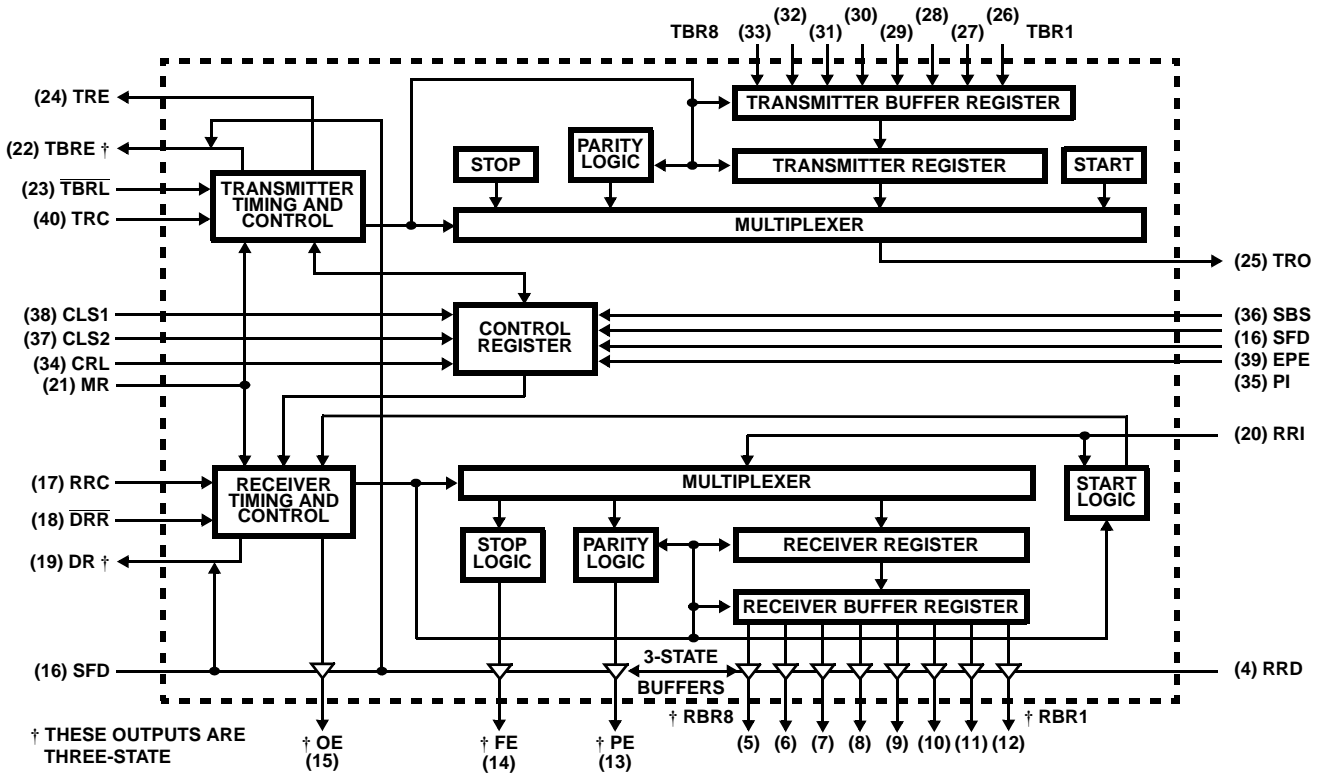 (32) (30) (28) (26)
TBR8 (33) (31) (29) (27) TBR1
(24) TRE
TRANSMITTER BUFFER REGISTER
(22) TBRE †
PARITY
LOGIC
STOP
TRANSMITTER REGISTER
START
(23) TBRL
TRANSMITTER
TIMING AND
CONTROL
(40) TRC
MULTIPLEXER
(25) TRO
(38) CLS1
(37) CLS2
(34) CRL
(21) MR
CONTROL
REGISTER
(36) SBS
(16) SFD
(39) EPE
(35) PI
(20) RRI
(17) RRC
(18) DRR
(19) DR †
RECEIVER
TIMING AND
CONTROL
MULTIPLEXER
START
LOGIC
STOP
LOGIC
PARITY
LOGIC
RECEIVER REGISTER
RECEIVER BUFFER REGISTER
(16) SFD
3-STATE
BUFFERS
(4) RRD
† RBR8
† RBR1
† THESE OUTPUTS ARE
THREE-STATE
† OE
(15)
† FE
(14)
† PE
(13)
(5) (6) (7) (8) (9) (10) (11) (12)